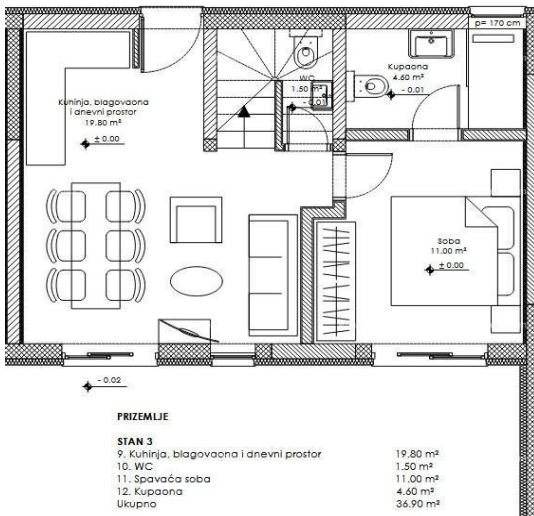 p= 170 cm
Kupaona
4.60 m²
- 0.01
WC
1.50 m²
- 0.01
Kuhinja, blagovaona
i dnevni prostor
19.80 m²
± 0.00
Soba
11.00 m²
± 0.00
- 0.02
PRIZEMLJE
STAN 3
9. Kuhinja, blagovaona i dnevni prostor 19.80 m²
10. WC 1.50 m²
11. Spavaća soba 11.00 m²
12. Kupaona 4.60 m²
Ukupno 36.90 m²